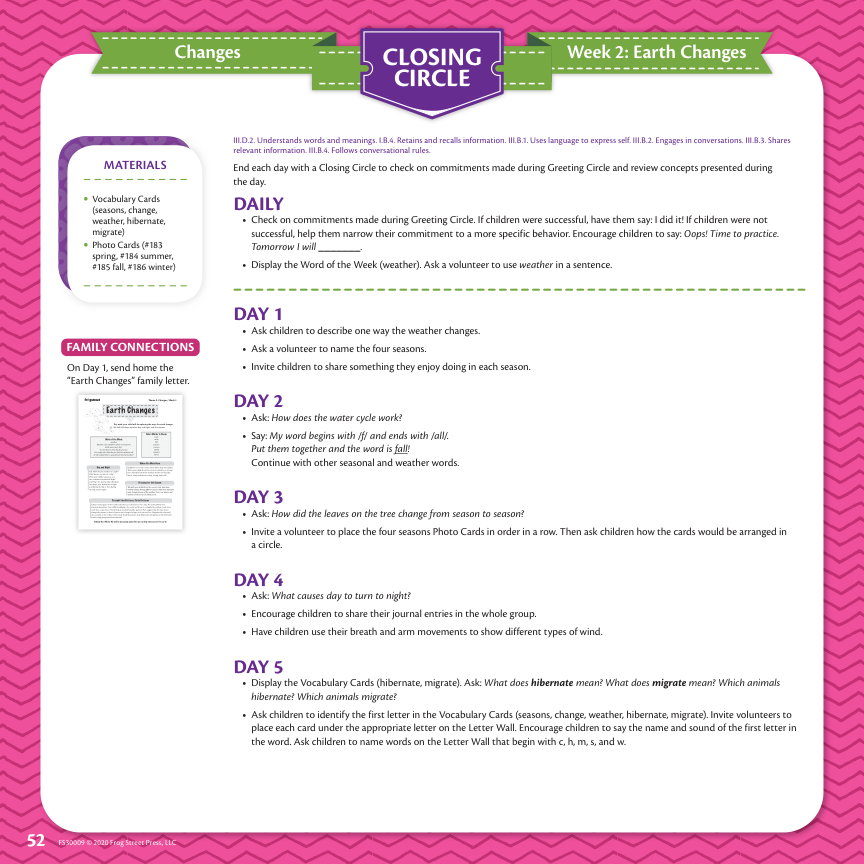 Changes
CLOSING
CIRCLE
Week 2: Earth Changes
MATERIALS
• Vocabulary Cards
(seasons, change,
weather, hibernate,
migrate)
• Photo Cards (#183
spring, #184 summer,
#185 fall, #186 winter)
FAMILY CONNECTIONS
On Day 1, send home the
“Earth Changes” family letter.
Earth Changes
III.D.2. Understands words and meanings. I.B.4. Retains and recalls information. III.B.1. Uses language to express self. III.B.2. Engages in conversations. III.B.3. Shares
relevant information. III.B.4. Follows conversational rules.
End each day with a Closing Circle to check on commitments made during Greeting Circle and review concepts presented during
the day.
DAILY
• Check on commitments made during Greeting Circle. If children were successful, have them say: I did it! If children were not
successful, help them narrow their commitment to a more specific behavior. Encourage children to say: Oops! Time to practice.
Tomorrow I will ________.
• Display the Word of the Week (weather). Ask a volunteer to use weather in a sentence.
DAY 1
• Ask children to describe one way the weather changes.
• Ask a volunteer to name the four seasons.
• Invite children to share something they enjoy doing in each season.
DAY 2
• Ask: How does the water cycle work?
• Say: My word begins with /f/ and ends with /all/.
Put them together and the word is fall!
Continue with other seasonal and weather words.
DAY 3
• Ask: How did the leaves on the tree change from season to season?
• Invite a volunteer to place the four seasons Photo Cards in order in a row. Then ask children how the cards would be arranged in
a circle.
DAY 4
• Ask: What causes day to turn to night?
• Encourage children to share their journal entries in the whole group.
• Have children use their breath and arm movements to show different types of wind.
DAY 5
• Display the Vocabulary Cards (hibernate, migrate). Ask: What does hibernate mean? What does migrate mean? Which animals
hibernate? Which animals migrate?
• Ask children to identify the first letter in the Vocabulary Cards (seasons, change, weather, hibernate, migrate). Invite volunteers to
place each card under the appropriate letter on the Letter Wall. Encourage children to say the name and sound of the first letter in
the word. Ask children to name words on the Letter Wall that begin with c, h, m, s, and w.
52
FS30009 © 2020 Frog Street Press, LLC